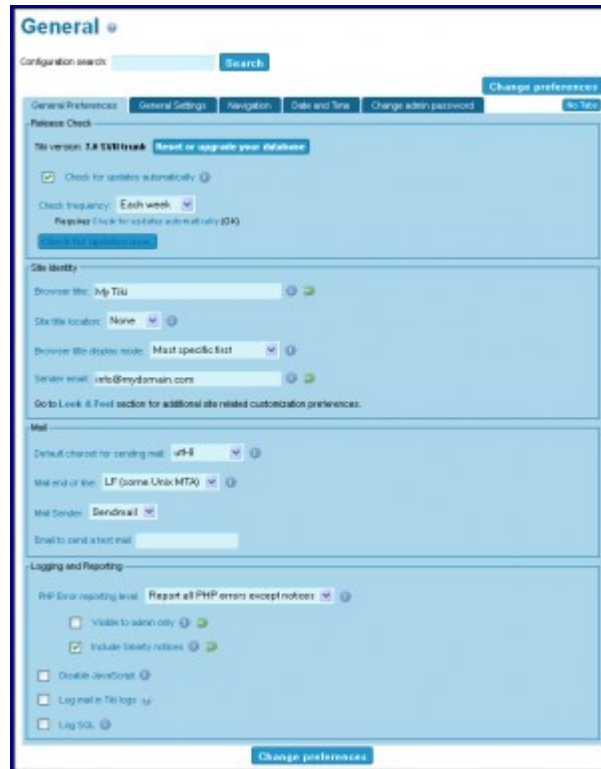 General
Configuration search: Search
Change preferences
General Preferences General Settings Navigation Date and Time Change admin password No Tabs
Release Check
Tiki version: 7.0 SVN trunk Reset or upgrade your database
Check for updates automatically
Check frequency: Each week
Requires Check for updates automatically (OK)
Check for updates now.
Site Identity
Browser title: My Tiki
Site title location: None
Browser title display mode: Most specific first
Sender email: info@mydomain.com
Go to Look & Feel section for additional site related customization preferences.
Mail
Default charset for sending mail: utf-8
Mail end of line: LF (some Unix MTA)
Mail Sender: Sendmail
Email to send a test mail
Logging and Reporting
PHP Error reporting level: Report all PHP errors except notices
Visible to admin only
Include Smarty notices
Disable JavaScript
Log mail in Tiki logs
Log SQL
Change preferences